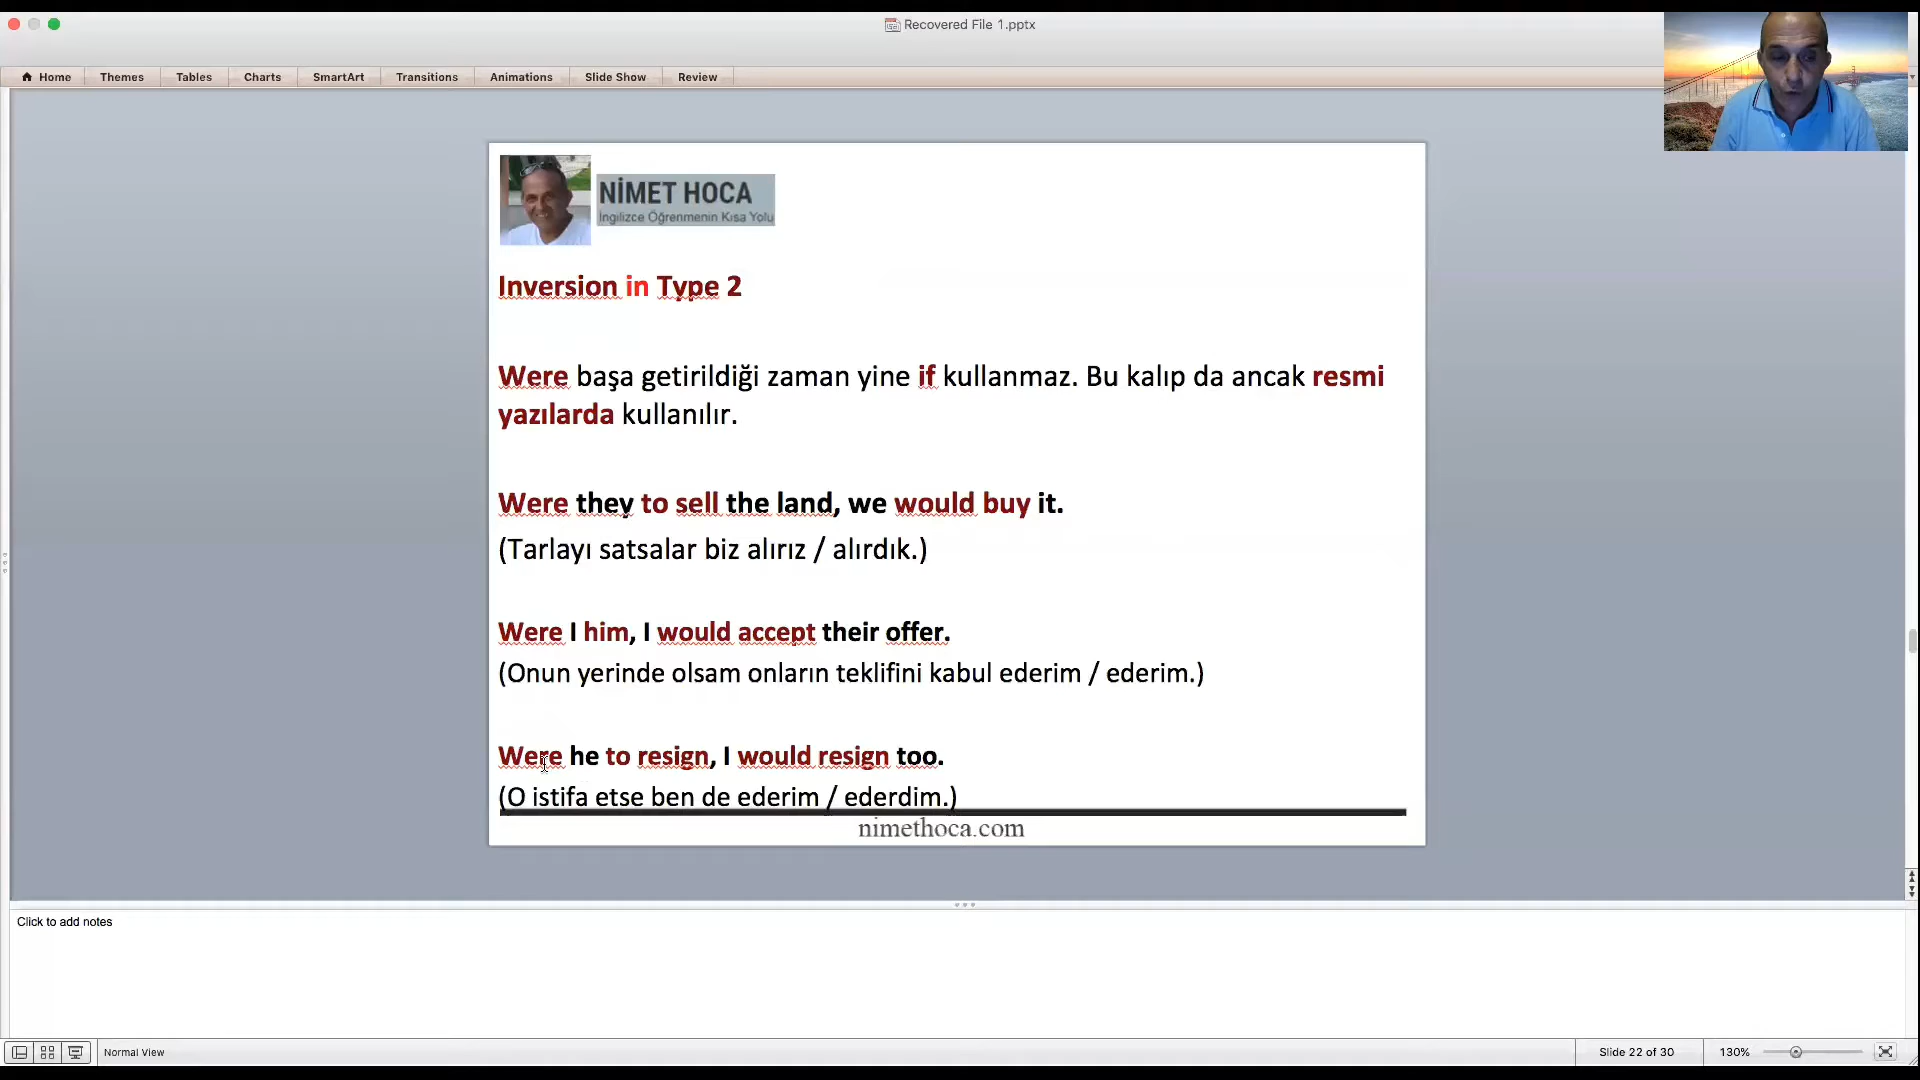 Recovered File 1.pptx
Home Themes Tables Charts SmartArt Transitions Animations Slide Show Review
NİMET HOCA
İngilizce Öğrenmenin Kısa Yolu
Inversion in Type 2
Were başa getirildiği zaman yine if kullanmaz. Bu kalıp da ancak resmi
yazılarda kullanılır.
Were they to sell the land, we would buy it.
(Tarlayı satsalar biz alırız / alırdık.)
Were I him, I would accept their offer.
(Onun yerinde olsam onların teklifini kabul ederim / ederim.)
Were he to resign, I would resign too.
(O istifa etse ben de ederim / ederdim.)
nimethoca.com
Click to add notes
Normal View Slide 22 of 30 130%